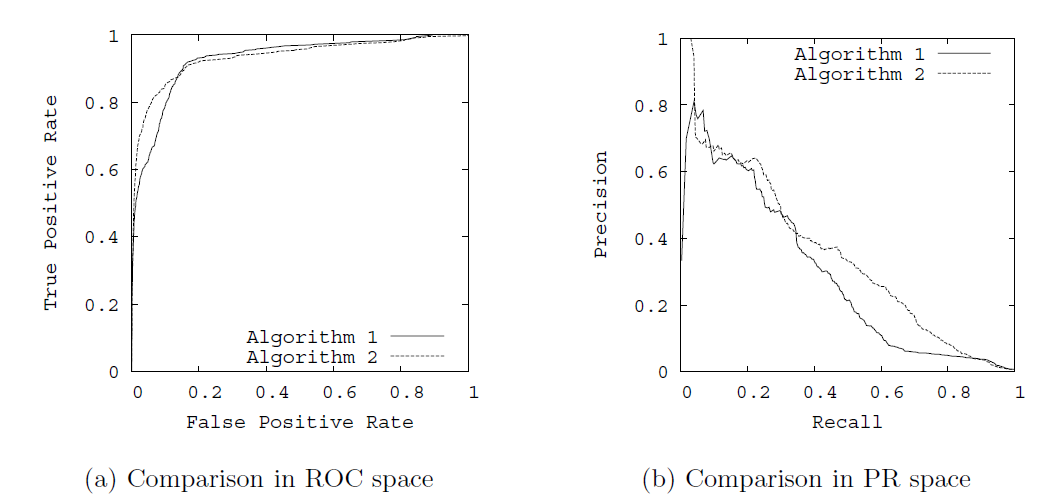 1
0.8
0.6
0.4
0.2
0
True Positive Rate
Algorithm 1
Algorithm 2
0 0.2 0.4 0.6 0.8 1
False Positive Rate
(a) Comparison in ROC space
1
0.8
0.6
0.4
0.2
0
Precision
Algorithm 1
Algorithm 2
0 0.2 0.4 0.6 0.8 1
Recall
(b) Comparison in PR space